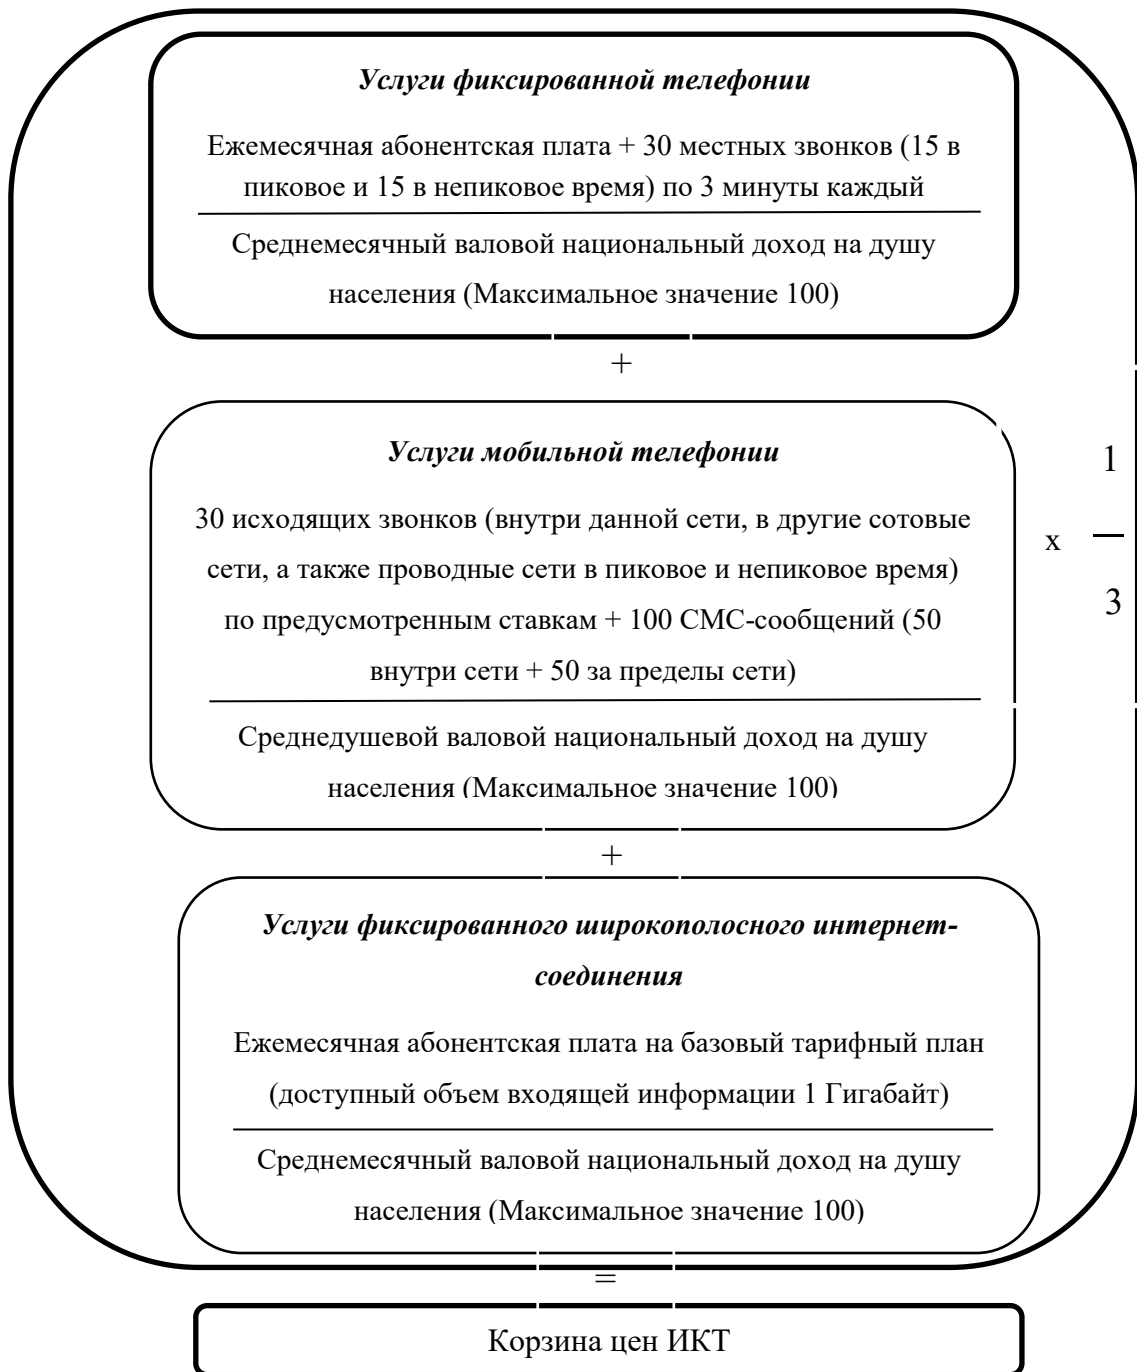 Услуги фиксированной телефонии
Ежемесячная абонентская плата + 30 местных звонков (15 в
пиковое и 15 в непиковое время) по 3 минуты каждый
Среднемесячный валовой национальный доход на душу
населения (Максимальное значение 100)
+
Услуги мобильной телефонии
30 исходящих звонков (внутри данной сети, в другие сотовые
сети, а также проводные сети в пиковое и непиковое время)
по предусмотренным ставкам + 100 СМС-сообщений (50
внутри сети + 50 за пределы сети)
Среднедушевой валовой национальный доход на душу
населения (Максимальное значение 100)
x
1
3
+
Услуги фиксированного широкополосного интернет-
соединения
Ежемесячная абонентская плата на базовый тарифный план
(доступный объем входящей информации 1 Гигабайт)
Среднемесячный валовой национальный доход на душу
населения (Максимальное значение 100)
=
Корзина цен ИКТ